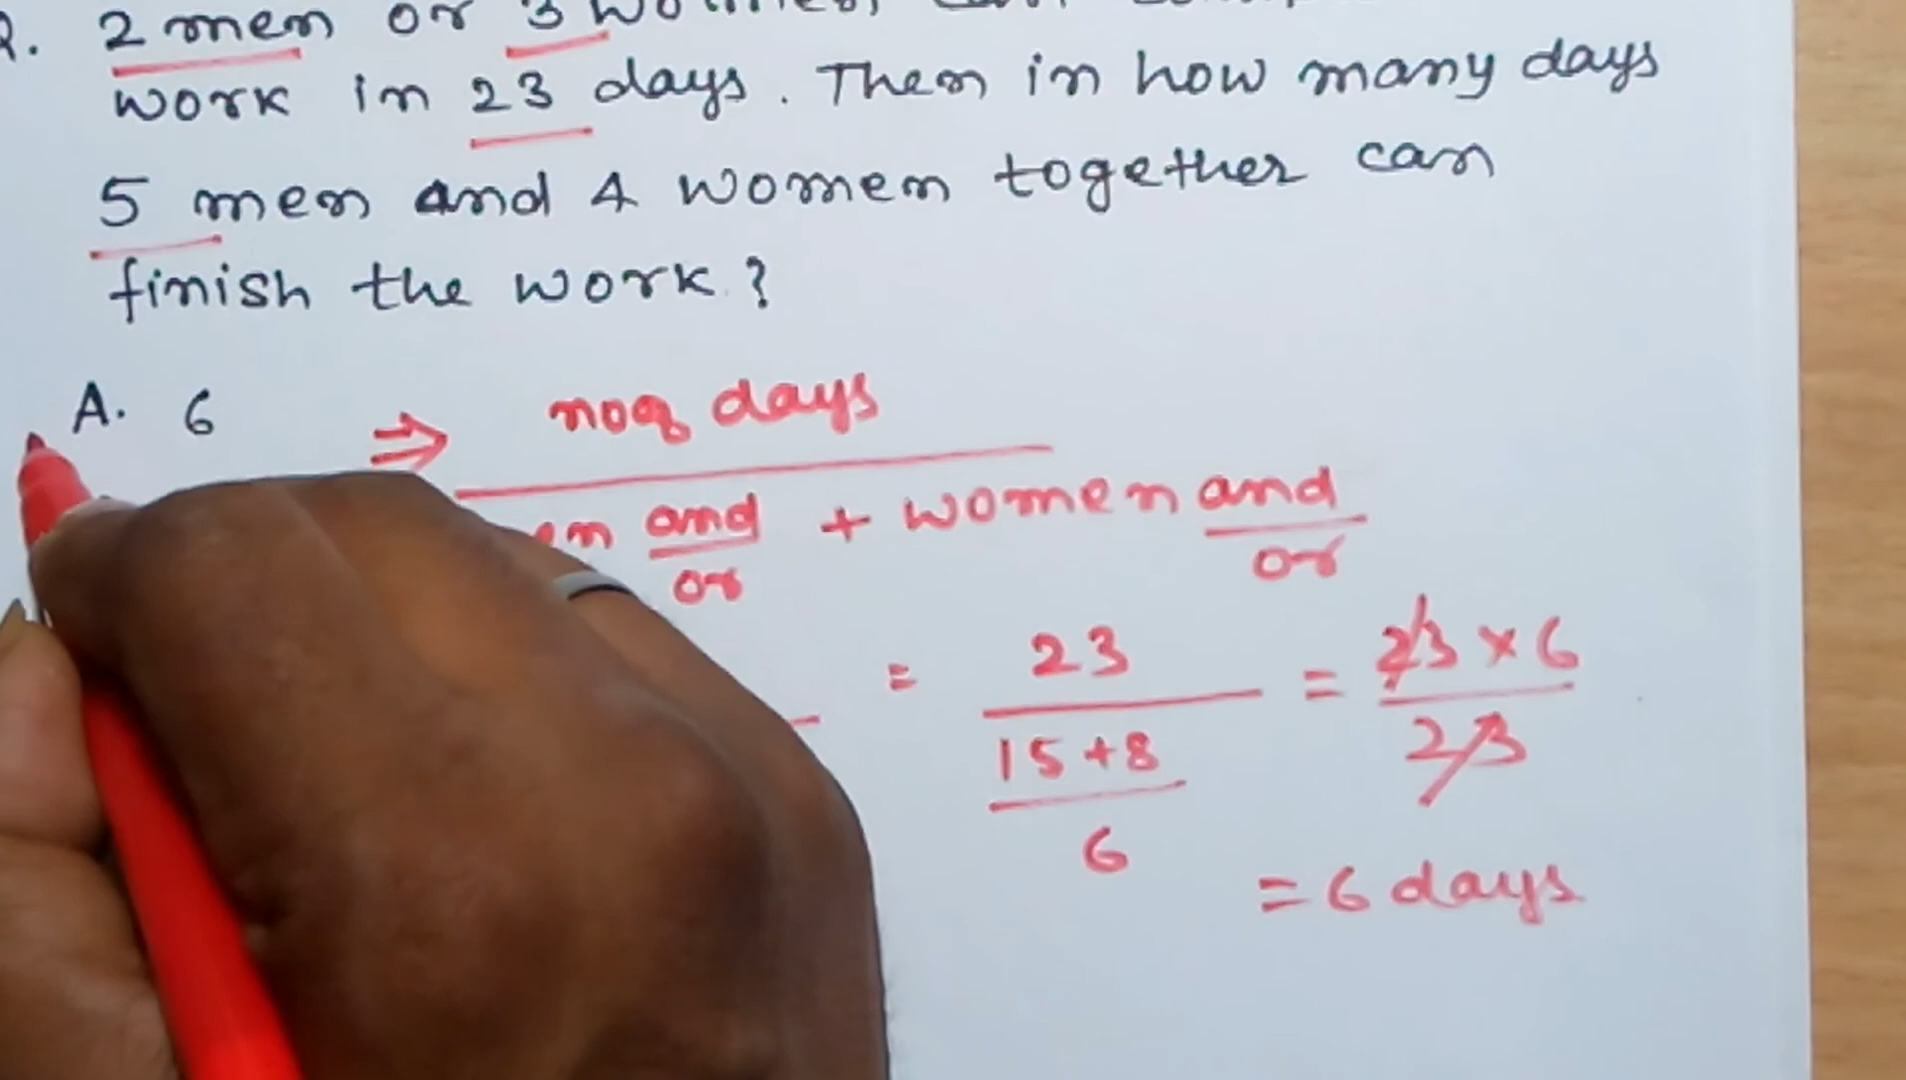 2 men or 3
work in 23 days. Then in how many days
5 men and 4 women together can
finish the work?
A. 6
⇒ no of days
and + women and
or or
= 23 = 23 x 6
15+8 23
6
= 6 days